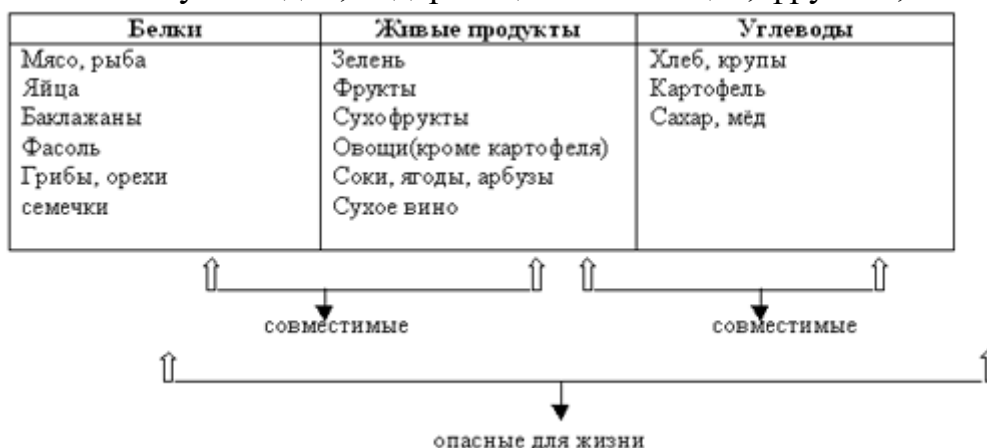 Белки Живые продукты Углеводы
Мясо, рыба Зелень Хлеб, крупы
Яйца Фрукты Картофель
Баклажаны Сухофрукты Сахар, мёд
Фасоль Овощи(кроме картофеля)
Грибы, орехи Соки, ягоды, арбузы
семечки Сухое вино
совместимые совместимые
опасные для жизни